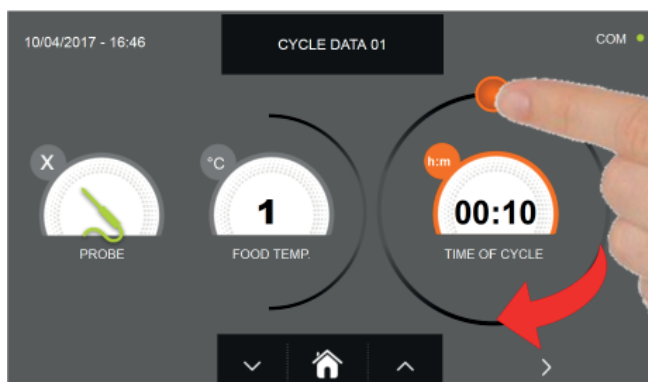 10/04/2017 - 16:46
CYCLE DATA 01
COM
X
PROBE
°C
1
FOOD TEMP.
h:m
00:10
TIME OF CYCLE